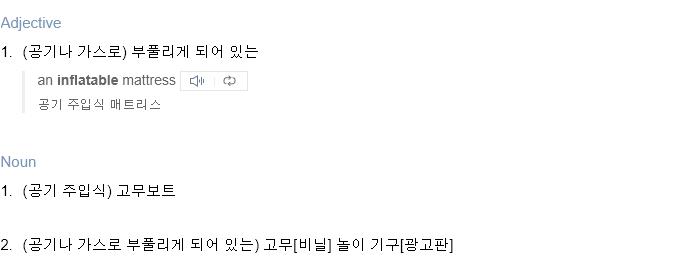 Adjective
1. (공기나 가스로) 부풀리게 되어 있는
an inflatable mattress
공기 주입식 매트리스
Noun
1. (공기 주입식) 고무보트
2. (공기나 가스로 부풀리게 되어 있는) 고무[비닐] 놀이 기구[광고판]